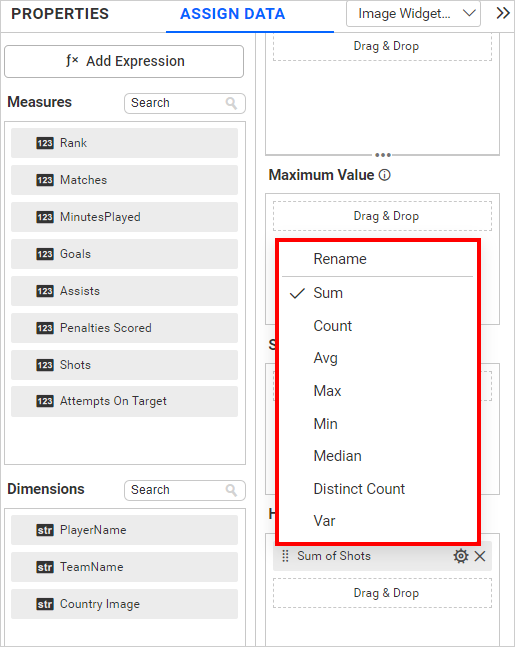 PROPERTIES
ASSIGN DATA
Image Widget...
fx Add Expression
Measures
Search
123 Rank
123 Matches
123 MinutesPlayed
123 Goals
123 Assists
123 Penalties Scored
123 Shots
123 Attempts On Target
Dimensions
Search
str PlayerName
str TeamName
str Country Image
Drag & Drop
Maximum Value
Drag & Drop
Rename
Sum
Count
Avg
Max
Min
Median
Distinct Count
Var
Sum of Shots
Drag & Drop